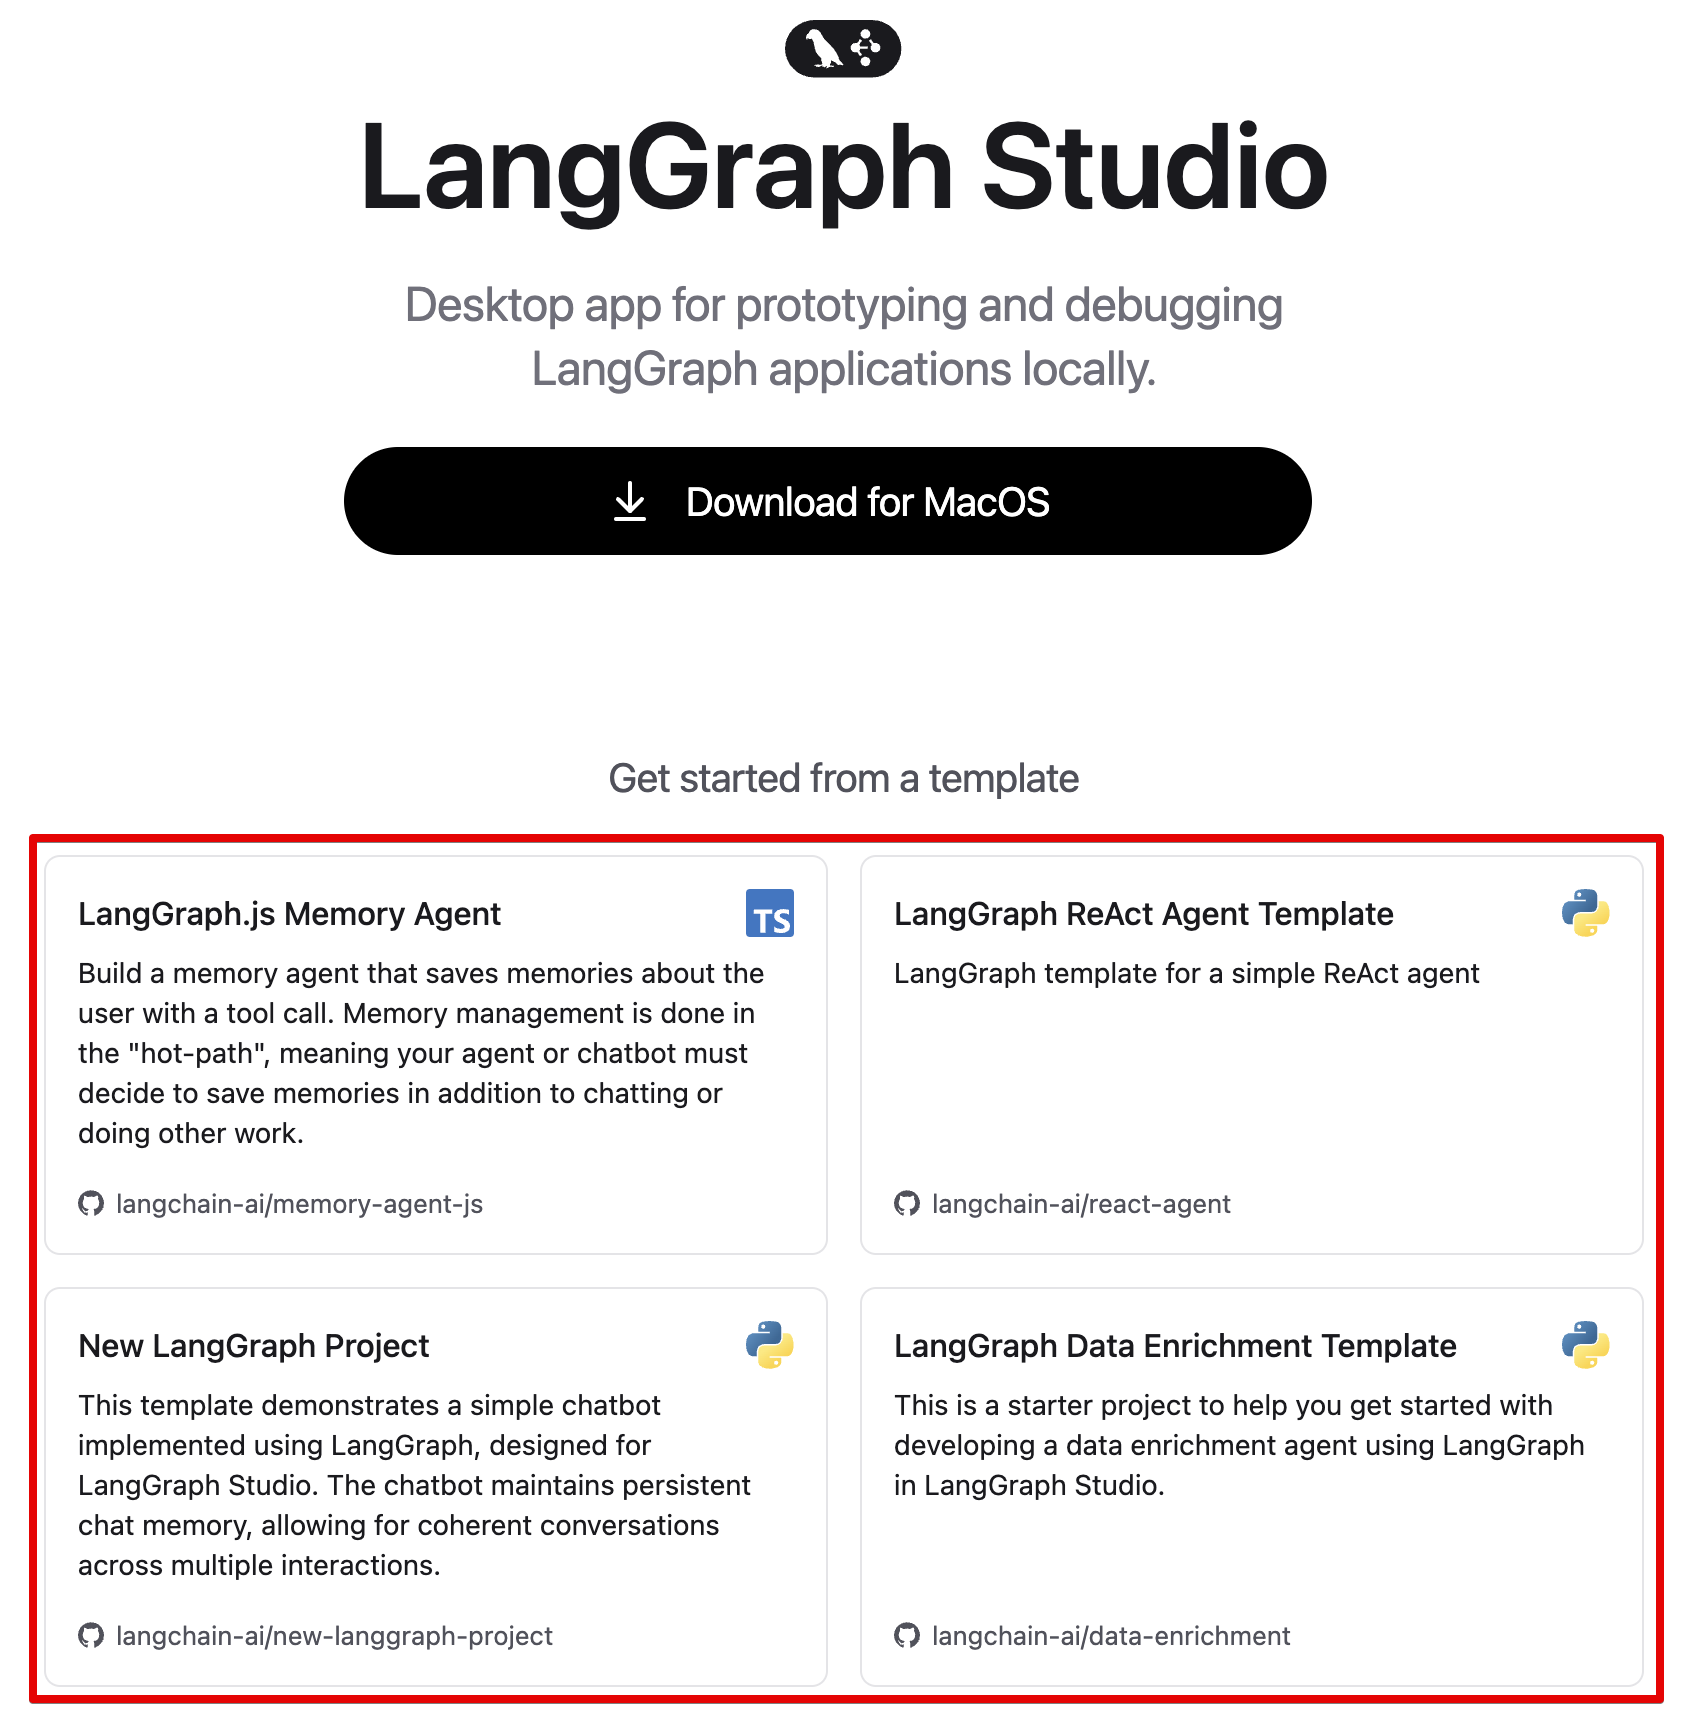 LangGraph Studio
Desktop app for prototyping and debugging
LangGraph applications locally.
Download for MacOS
Get started from a template
LangGraph.js Memory Agent
TS
Build a memory agent that saves memories about the
user with a tool call. Memory management is done in
the "hot-path", meaning your agent or chatbot must
decide to save memories in addition to chatting or
doing other work.
langchain-ai/memory-agent-js
LangGraph ReAct Agent Template
LangGraph template for a simple ReAct agent
langchain-ai/react-agent
New LangGraph Project
This template demonstrates a simple chatbot
implemented using LangGraph, designed for
LangGraph Studio. The chatbot maintains persistent
chat memory, allowing for coherent conversations
across multiple interactions.
langchain-ai/new-langgraph-project
LangGraph Data Enrichment Template
This is a starter project to help you get started with
developing a data enrichment agent using LangGraph
in LangGraph Studio.
langchain-ai/data-enrichment